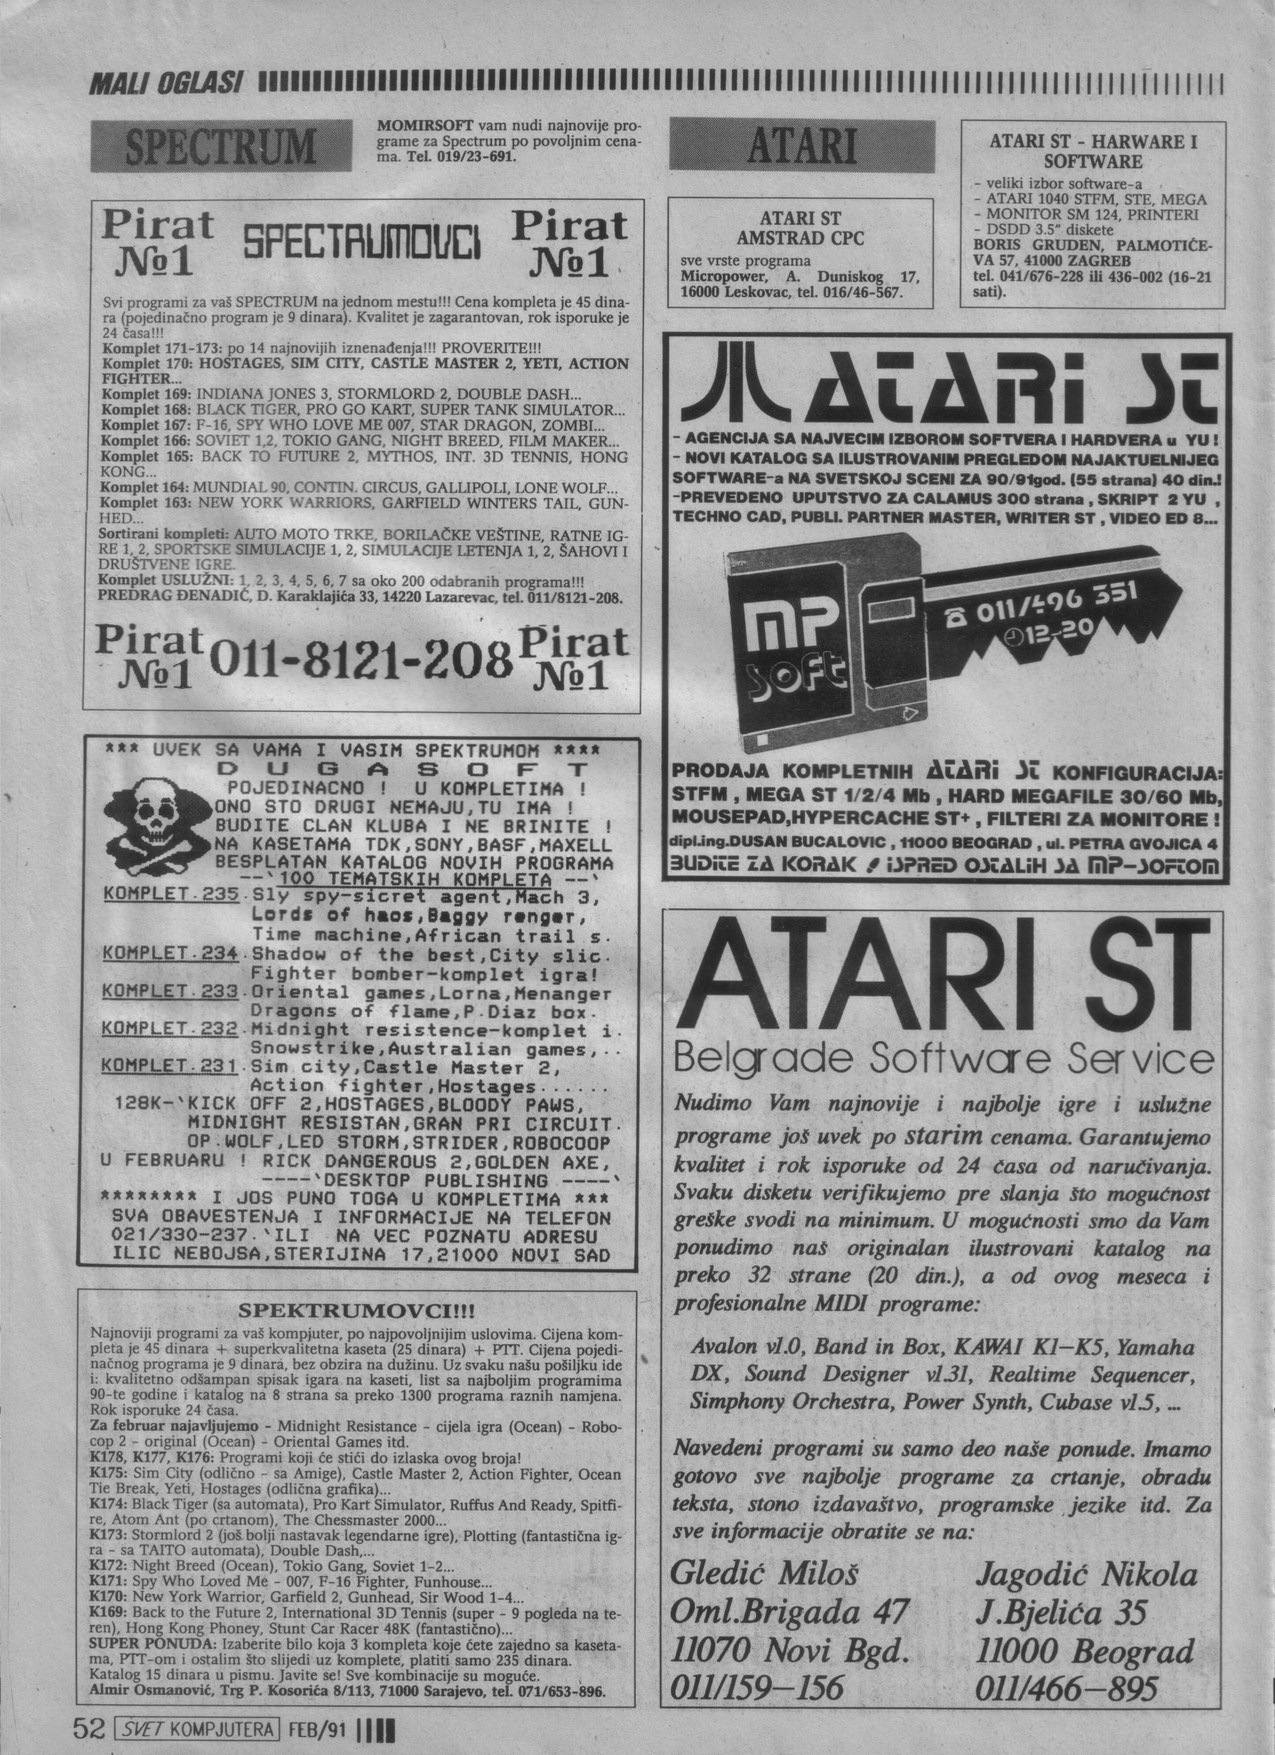 MALI OGLASI
SPECTRUM
MOMIRSOFT vam nudi najnovije pro-
grame za Spectrum po povoljnim cena-
ma. Tel. 019/23-691.
Pirat
№1
SPECTRUMOVCI
Pirat
№1
Svi programi za vaš SPECTRUM na jednom mestu!!! Cena kompleta je 45 dina-
ra (pojedinačno program je 9 dinara). Kvalitet je zagarantovan, rok isporuke je
24 časa!!!
Komplet 171-173: po 14 najnovijih iznenađenja!!! PROVERITE!!!
Komplet 170: HOSTAGES, SIM CITY, CASTLE MASTER 2, YETI, ACTION
FIGHTER...
Komplet 169: INDIANA JONES 3, STORMLORD 2, DOUBLE DASH...
Komplet 168: BLACK TIGER, PRO GO KART, SUPER TANK SIMULATOR...
Komplet 167: F-16, SPY WHO LOVE ME 007, STAR DRAGON, ZOMBI...
Komplet 166: SOVIET 1,2, TOKIO GANG, NIGHT BREED, FILM MAKER...
Komplet 165: BACK TO FUTURE 2, MYTHOS, INT. 3D TENNIS, HONG
KONG...
Komplet 164: MUNDIAL 90, CONTIN. CIRCUS, GALLIPOLI, LONE WOLF...
Komplet 163: NEW YORK WARRIORS, GARFIELD WINTERS TAIL, GUN-
HED...
Sortirani kompleti: AUTO MOTO TRKE, BORILAČKE VEŠTINE, RATNE IG-
RE 1, 2, SPORTSKE SIMULACIJE 1, 2, SIMULACIJE LETENJA 1, 2, ŠAHOVI I
DRUŠTVENE IGRE.
Komplet USLUŽNI: 1, 2, 3, 4, 5, 6, 7 sa oko 200 odabranih programa!!!
PREDRAG ĐENADIĆ, D. Karaklajića 33, 14220 Lazarevac, tel. 011/8121-208.
Pirat
№1
011-8121-208
Pirat
№1
*** UVEK SA VAMA I VASIM SPEKTRUMOM ****
D U G A S O F T
POJEDINACNO ! U KOMPLETIMA !
ONO STO DRUGI NEMAJU,TU IMA !
BUDITE CLAN KLUBA I NE BRINITE !
NA KASETAMA TDK,SONY,BASF,MAXELL
BESPLATAN KATALOG NOVIH PROGRAMA
--`100 TEMATSKIH KOMPLETA --`
KOMPLET.235.Sly spy-sicret agent,Mach 3,
Lords of haos,Baggy renger,
Time machine,African trail s.
KOMPLET.234.Shadow of the best,City slic.
Fighter bomber-komplet igra!
KOMPLET.233.Oriental games,Lorna,Menanger
Dragons of flame,P.Diaz box.
KOMPLET.232.Midnight resistence-komplet i.
Snowstrike,Australian games,..
KOMPLET.231.Sim city,Castle Master 2,
Action fighter,Hostages......
128K-`KICK OFF 2,HOSTAGES,BLOODY PAWS,
MIDNIGHT RESISTAN,GRAN PRI CIRCUIT.
OP.WOLF,LED STORM,STRIDER,ROBOCOOP
U FEBRUARU ! RICK DANGEROUS 2,GOLDEN AXE,
----`DESKTOP PUBLISHING ----`
******** I JOS PUNO TOGA U KOMPLETIMA ***
SVA OBAVESTENJA I INFORMACIJE NA TELEFON
021/330-237.`ILI NA VEC POZNATU ADRESU
ILIC NEBOJSA,STERIJINA 17,21000 NOVI SAD
SPEKTRUMOVCI!!!
Najnoviji programi za vaš kompjuter, po najpovoljnijim uslovima. Cijena kom-
pleta je 45 dinara + superkvalitetna kaseta (25 dinara) + PTT. Cijena pojedi-
načnog programa je 9 dinara, bez obzira na dužinu. Uz svaku našu pošiljku ide
i: kvalitetno odšampan spisak igara na kaseti, list sa najboljim programima
90-te godine i katalog na 8 strana sa preko 1300 programa raznih namjena.
Rok isporuke 24 časa.
Za februar najavljujemo - Midnight Resistance - cijela igra (Ocean) - Robo-
cop 2 - original (Ocean) - Oriental Games itd.
K178, K177, K176: Programi koji će stići do izlaska ovog broja!
K175: Sim City (odlično - sa Amige), Castle Master 2, Action Fighter, Ocean
Tie Break, Yeti, Hostages (odlična grafika)...
K174: Black Tiger (sa automata), Pro Kart Simulator, Ruffus And Ready, Spitfi-
re, Atom Ant (po crtanom), The Chessmaster 2000...
K173: Stormlord 2 (još bolji nastavak legendarne igre), Plotting (fantastična ig-
ra - sa TAITO automata), Double Dash,...
K172: Night Breed (Ocean), Tokio Gang, Soviet 1-2...
K171: Spy Who Loved Me - 007, F-16 Fighter, Funhouse...
K170: New York Warrior, Garfield 2, Gunhead, Sir Wood 1-4...
K169: Back to the Future 2, International 3D Tennis (super - 9 pogleda na te-
ren), Hong Kong Phoney, Stunt Car Racer 48K (fantastično)...
SUPER PONUDA: Izaberite bilo koja 3 kompleta koje ćete zajedno sa kaseta-
ma, PTT-om i ostalim što slijedi uz komplete, platiti samo 235 dinara.
Katalog 15 dinara u pismu. Javite se! Sve kombinacije su moguće.
Almir Osmanović, Trg P. Kosorića 8/113, 71000 Sarajevo, tel. 071/653-896.
ATARI
ATARI ST
AMSTRAD CPC
sve vrste programa
Micropower, A. Duniskog 17,
16000 Leskovac, tel. 016/46-567.
ATARI ST - HARWARE I
SOFTWARE
- veliki izbor software-a
- ATARI 1040 STFM, STE, MEGA
- MONITOR SM 124, PRINTERI
- DSDD 3.5" diskete
BORIS GRUDEN, PALMOTIĆE-
VA 57, 41000 ZAGREB
tel. 041/676-228 ili 436-002 (16-21
sati).
ATARI ST
- AGENCIJA SA NAJVECIM IZBOROM SOFTVERA I HARDVERA u YU !
- NOVI KATALOG SA ILUSTROVANIM PREGLEDOM NAJAKTUELNIJEG
SOFTWARE-a NA SVETSKOJ SCENI ZA 90/91god. (55 strana) 40 din.!
-PREVEDENO UPUTSTVO ZA CALAMUS 300 strana , SKRIPT 2 YU ,
TECHNO CAD, PUBLI. PARTNER MASTER, WRITER ST , VIDEO ED 8...
MP
soft
☎ 011/496 351
12-20
PRODAJA KOMPLETNIH ATARI ST KONFIGURACIJA:
STFM , MEGA ST 1/2/4 Mb , HARD MEGAFILE 30/60 Mb,
MOUSEPAD,HYPERCACHE ST+ , FILTERI ZA MONITORE !
dipl.ing.DUSAN BUCALOVIC , 11000 BEOGRAD , ul. PETRA GVOJICA 4
BUDITE ZA KORAK ! ISPRED OSTALIH SA MP-SOFTOM
ATARI ST
Belgrade Software Service
Nudimo Vam najnovije i najbolje igre i uslužne
programe još uvek po starim cenama. Garantujemo
kvalitet i rok isporuke od 24 časa od naručivanja.
Svaku disketu verifikujemo pre slanja što mogućnost
greške svodi na minimum. U mogućnosti smo da Vam
ponudimo naš originalan ilustrovani katalog na
preko 32 strane (20 din.), a od ovog meseca i
profesionalne MIDI programe:
Avalon v1.0, Band in Box, KAWAI K1-K5, Yamaha
DX, Sound Designer v1.31, Realtime Sequencer,
Simphony Orchestra, Power Synth, Cubase v1.5, ...
Navedeni programi su samo deo naše ponude. Imamo
gotovo sve najbolje programe za crtanje, obradu
teksta, stono izdavaštvo, programske jezike itd. Za
sve informacije obratite se na:
Gledić Miloš
Oml.Brigada 47
11070 Novi Bgd.
011/159-156
Jagodić Nikola
J.Bjelića 35
11000 Beograd
011/466-895
52 SVET KOMPJUTERA FEB/91